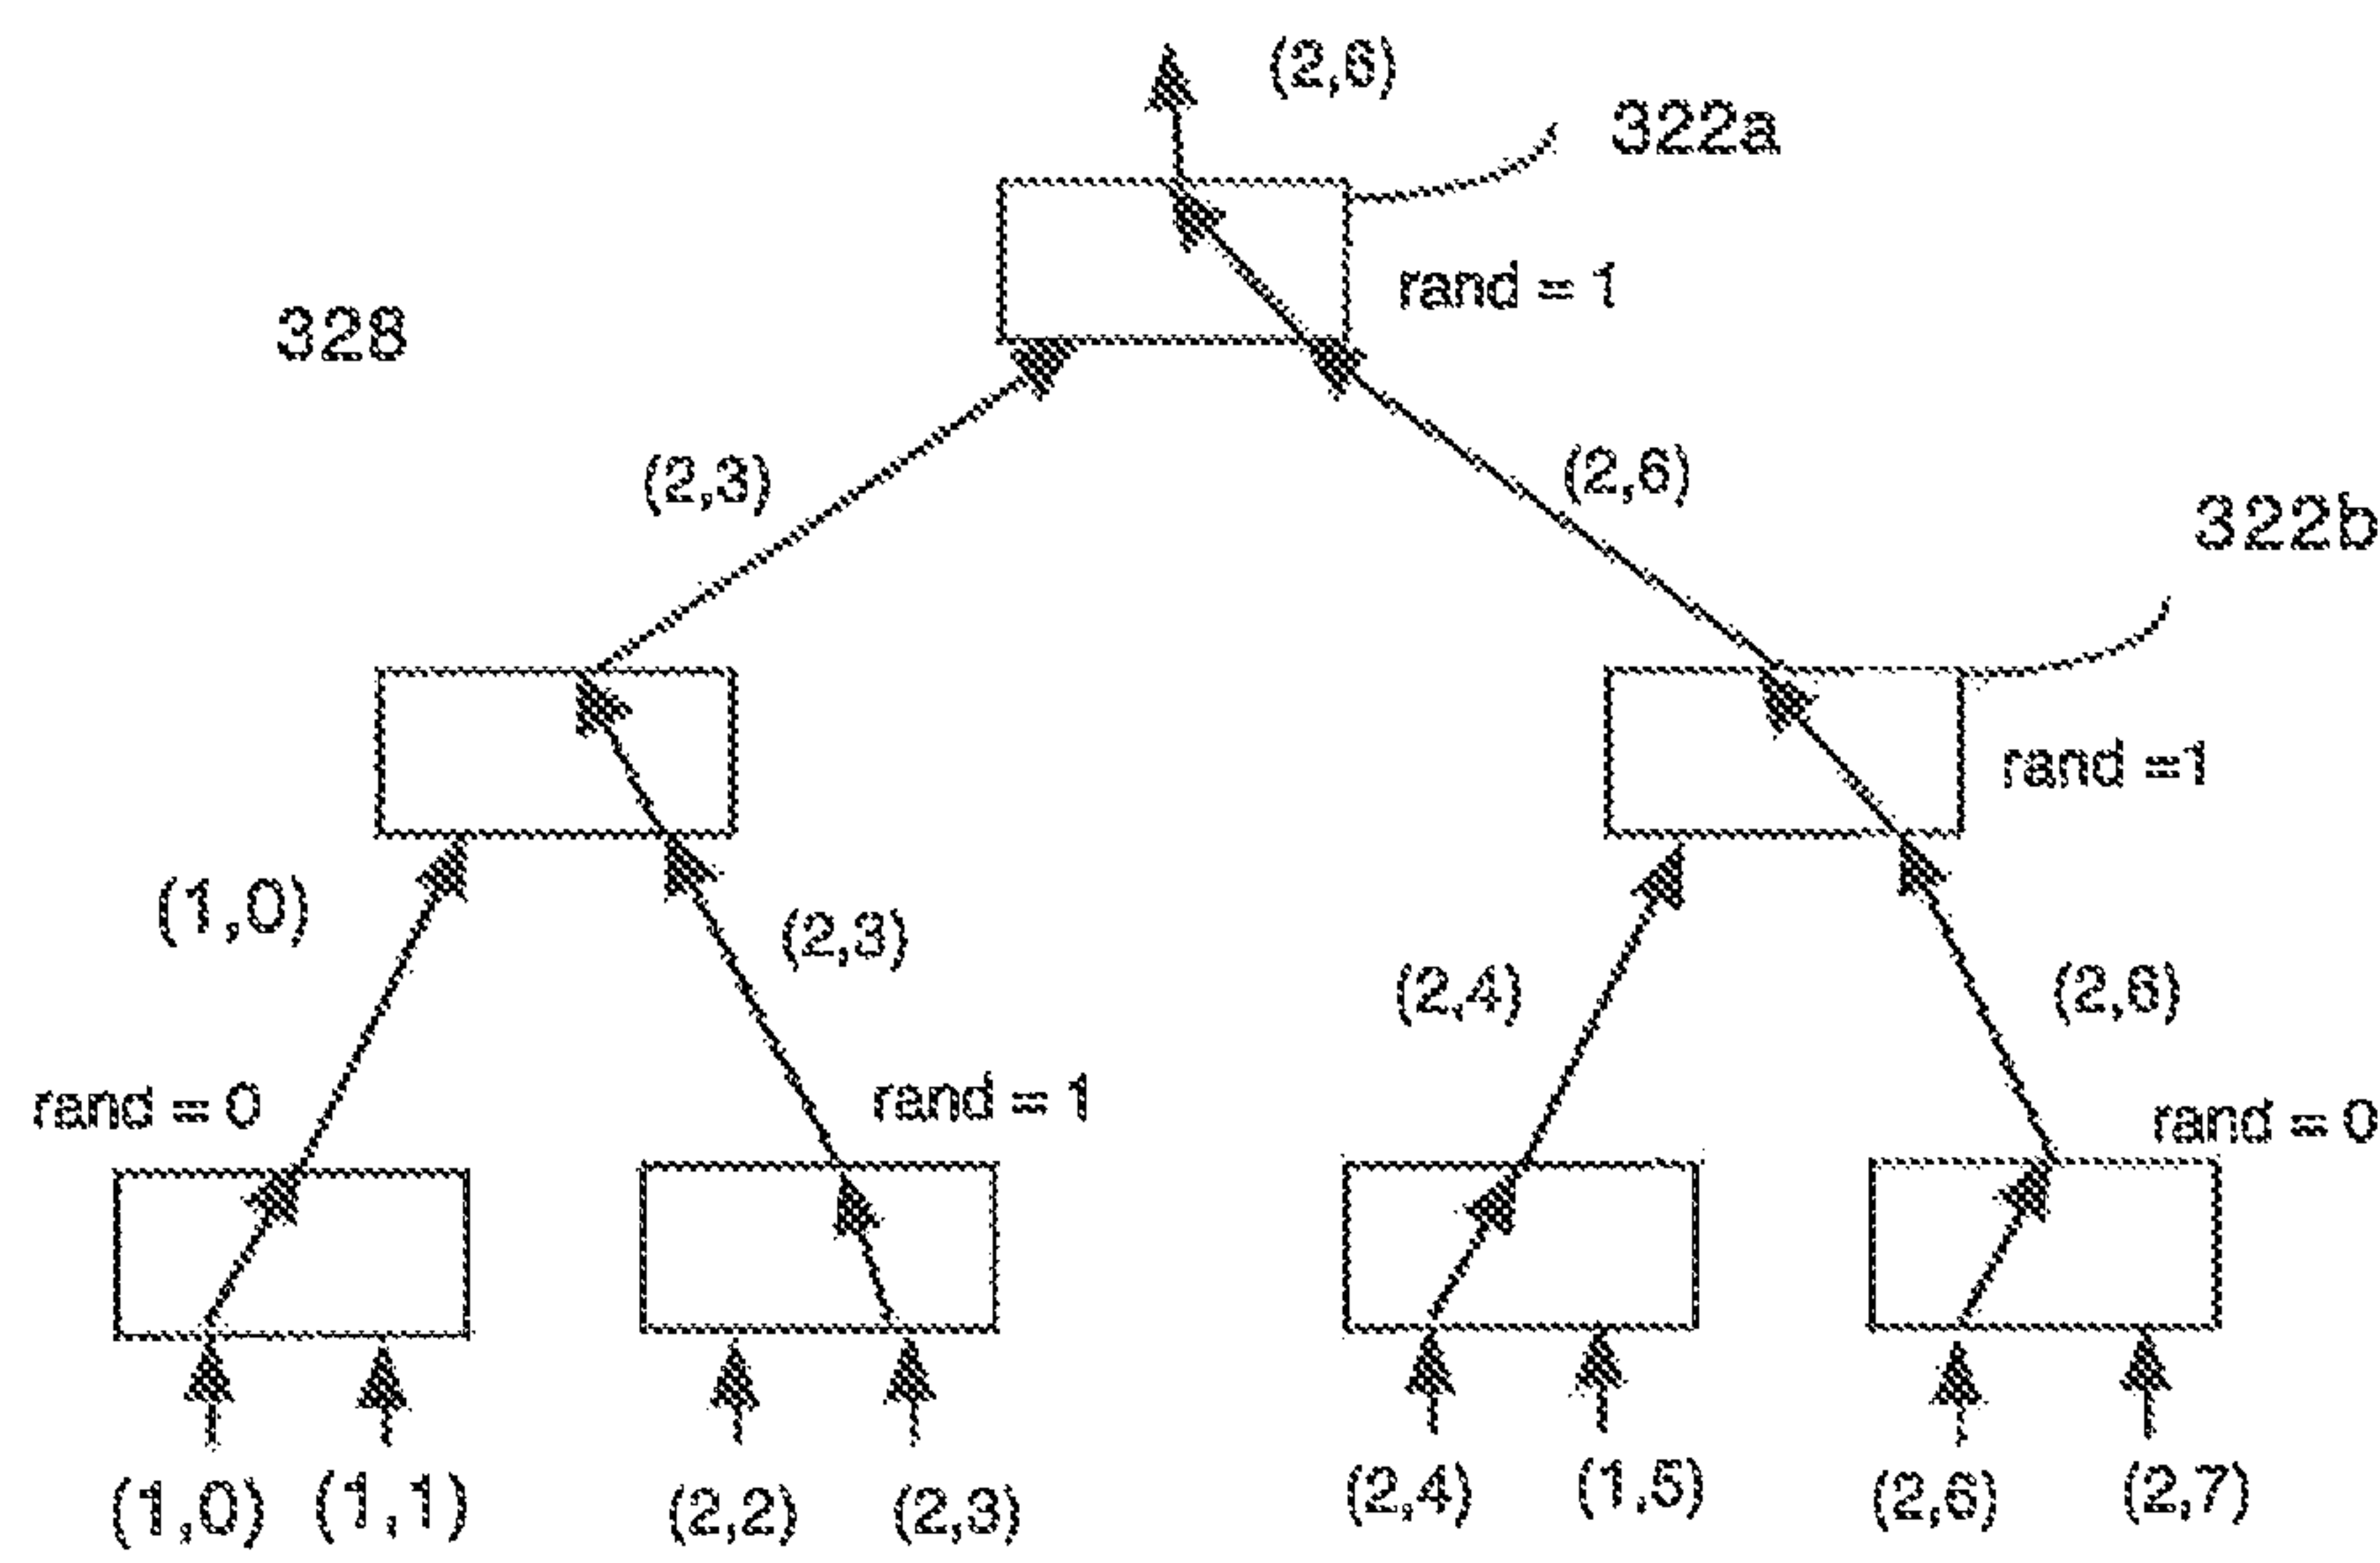 (2,6)
322a
rand = 1
328
(2,3)
(2,6)
322b
rand =1
(1,0)
(2,3)
(2,4)
(2,6)
rand = 0
rand = 1
rand = 0
(1,0) (1,1) (2,2) (2,3) (2,4) (1,5) (2,6) (2,7)